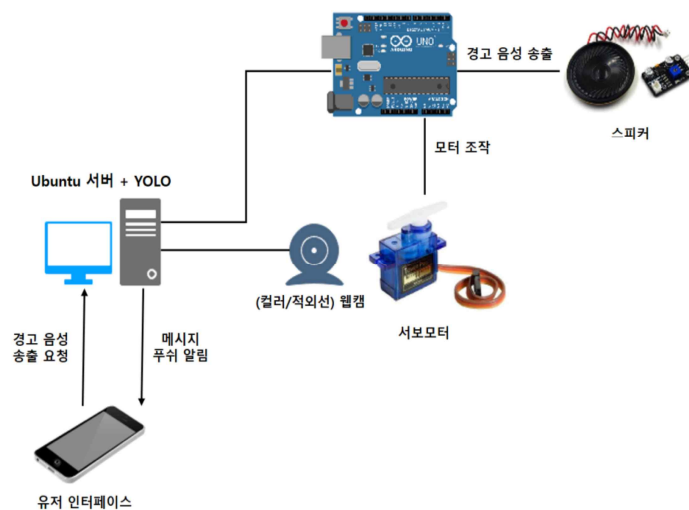 UNO
경고 음성 송출
스피커
모터 조작
Ubuntu 서버 + YOLO
(컬러/적외선) 웹캠
서보모터
경고 음성
송출 요청
메시지
푸쉬 알림
유저 인터페이스